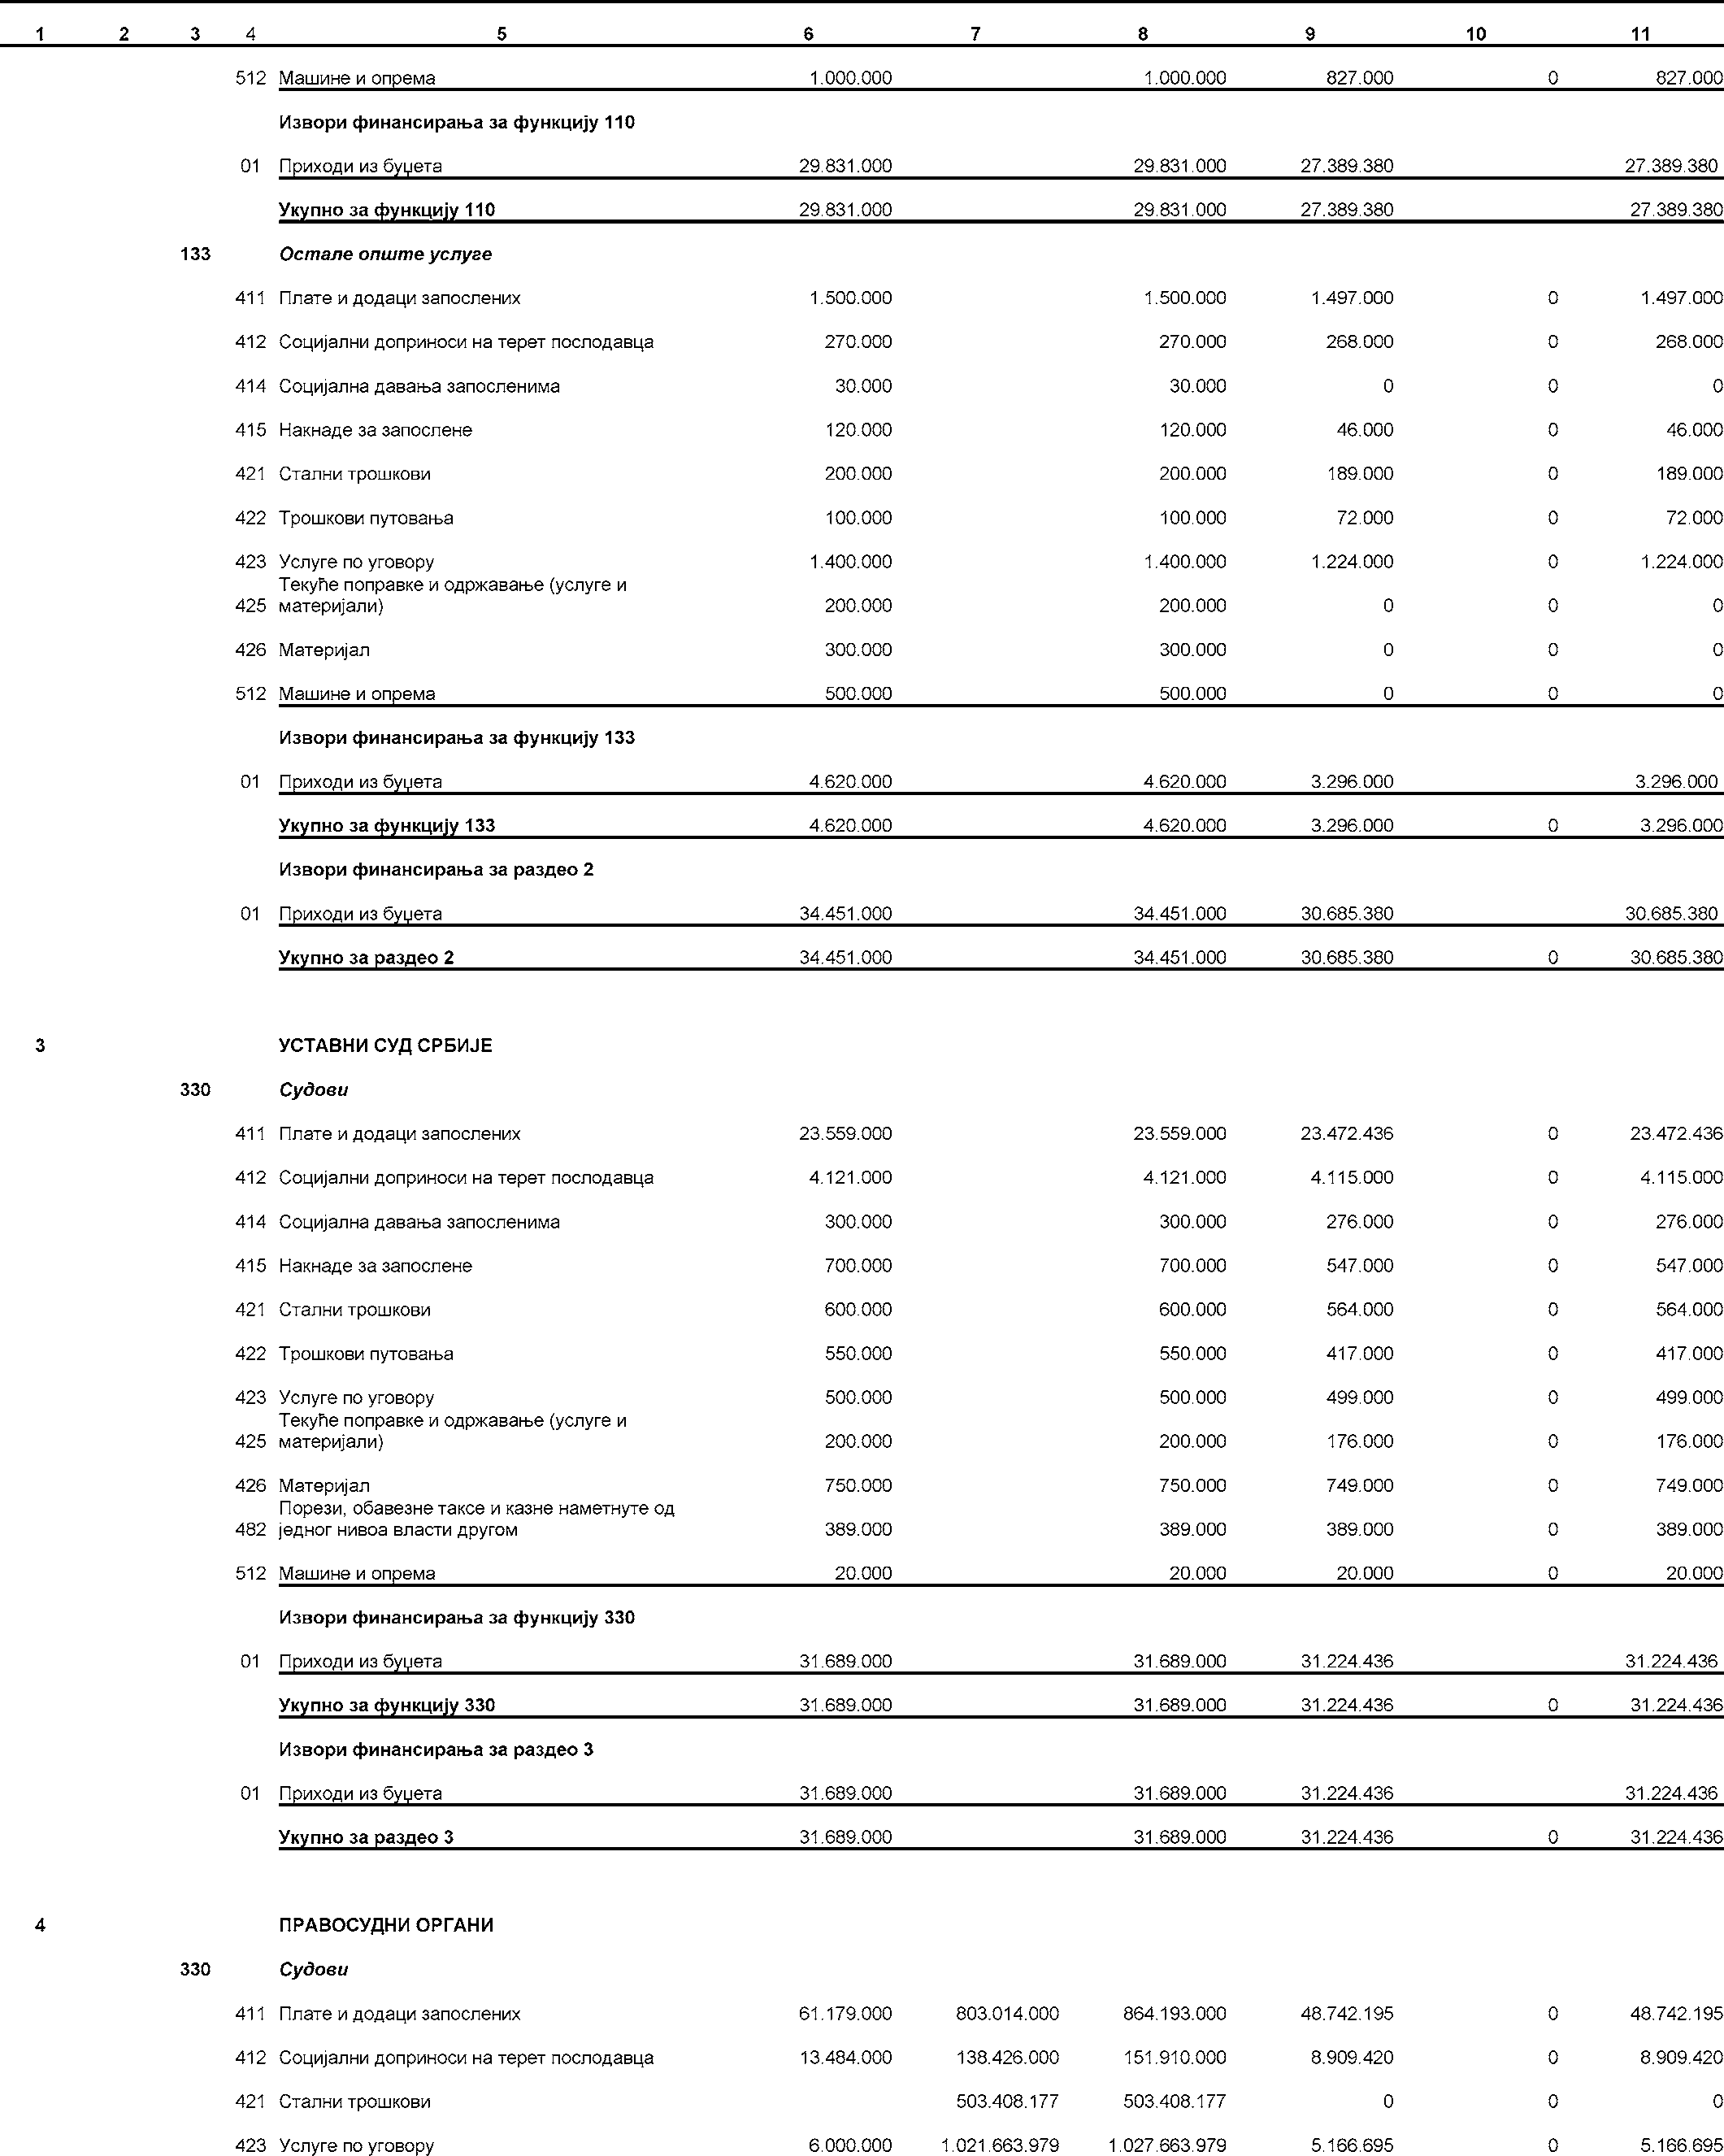 1 2 3 4 5 6 7 8 9 10 11
512 Машине и опрема 1.000.000 1.000.000 827.000 0 827.000
Извори финансирања за функцију 110
01 Приходи из буџета 29.831.000 29.831.000 27.389.380 27.389.380
Укупно за функцију 110 29.831.000 29.831.000 27.389.380 27.389.380
133 Остале опште услуге
411 Плате и додаци запослених 1.500.000 1.500.000 1.497.000 0 1.497.000
412 Социјални доприноси на терет послодавца 270.000 270.000 268.000 0 268.000
414 Социјална давања запосленима 30.000 30.000 0 0 0
415 Накнаде за запослене 120.000 120.000 46.000 0 46.000
421 Стални трошкови 200.000 200.000 189.000 0 189.000
422 Трошкови путовања 100.000 100.000 72.000 0 72.000
423 Услуге по уговору 1.400.000 1.400.000 1.224.000 0 1.224.000
Текуће поправке и одржавање (услуге и
425 материјали) 200.000 200.000 0 0 0
426 Материјал 300.000 300.000 0 0 0
512 Машине и опрема 500.000 500.000 0 0 0
Извори финансирања за функцију 133
01 Приходи из буџета 4.620.000 4.620.000 3.296.000 3.296.000
Укупно за функцију 133 4.620.000 4.620.000 3.296.000 0 3.296.000
Извори финансирања за раздео 2
01 Приходи из буџета 34.451.000 34.451.000 30.685.380 30.685.380
Укупно за раздео 2 34.451.000 34.451.000 30.685.380 0 30.685.380
3 УСТАВНИ СУД СРБИЈЕ
330 Судови
411 Плате и додаци запослених 23.559.000 23.559.000 23.472.436 0 23.472.436
412 Социјални доприноси на терет послодавца 4.121.000 4.121.000 4.115.000 0 4.115.000
414 Социјална давања запосленима 300.000 300.000 276.000 0 276.000
415 Накнаде за запослене 700.000 700.000 547.000 0 547.000
421 Стални трошкови 600.000 600.000 564.000 0 564.000
422 Трошкови путовања 550.000 550.000 417.000 0 417.000
423 Услуге по уговору 500.000 500.000 499.000 0 499.000
Текуће поправке и одржавање (услуге и
425 материјали) 200.000 200.000 176.000 0 176.000
426 Материјал 750.000 750.000 749.000 0 749.000
Порези, обавезне таксе и казне наметнуте од
482 једног нивоа власти другом 389.000 389.000 389.000 0 389.000
512 Машине и опрема 20.000 20.000 20.000 0 20.000
Извори финансирања за функцију 330
01 Приходи из буџета 31.689.000 31.689.000 31.224.436 31.224.436
Укупно за функцију 330 31.689.000 31.689.000 31.224.436 0 31.224.436
Извори финансирања за раздео 3
01 Приходи из буџета 31.689.000 31.689.000 31.224.436 31.224.436
Укупно за раздео 3 31.689.000 31.689.000 31.224.436 0 31.224.436
4 ПРАВОСУДНИ ОРГАНИ
330 Судови
411 Плате и додаци запослених 61.179.000 803.014.000 864.193.000 48.742.195 0 48.742.195
412 Социјални доприноси на терет послодавца 13.484.000 138.426.000 151.910.000 8.909.420 0 8.909.420
421 Стални трошкови 503.408.177 503.408.177 0 0 0
423 Услуге по уговору 6.000.000 1.021.663.979 1.027.663.979 5.166.695 0 5.166.695